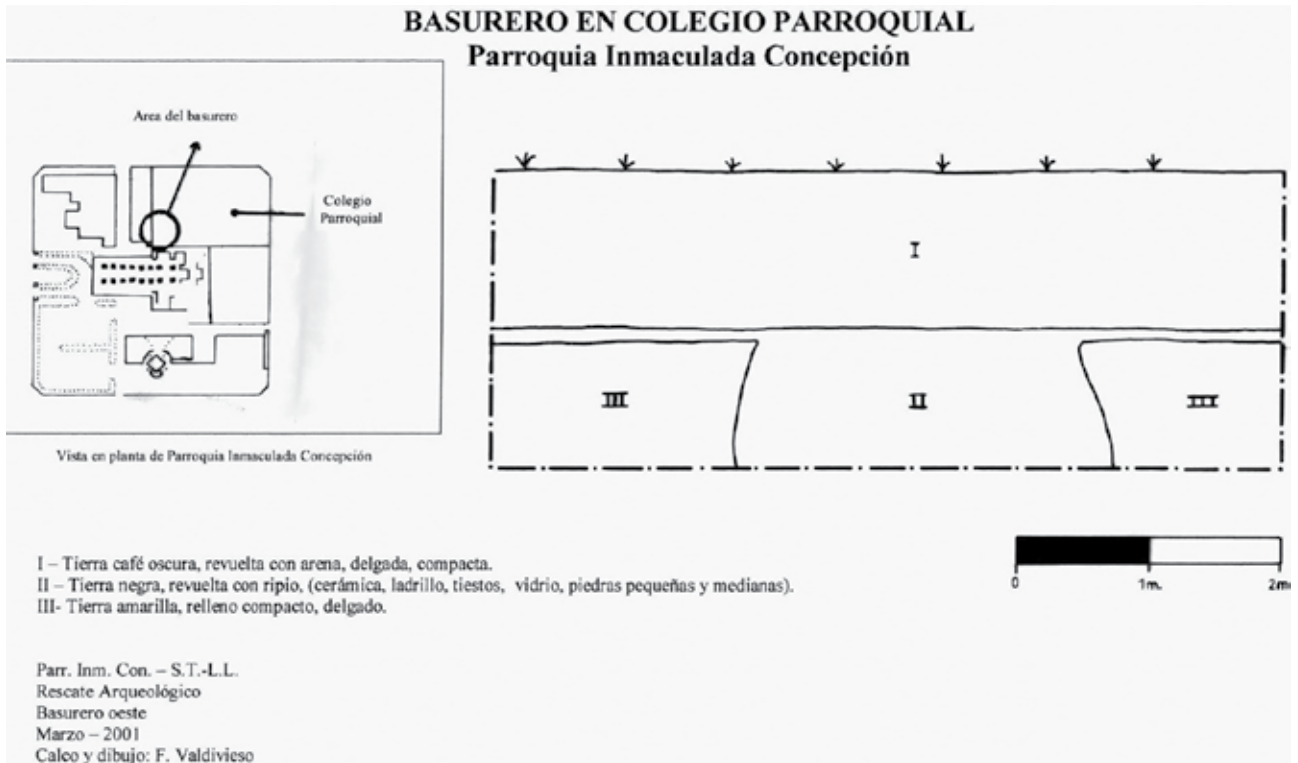 BASURERO EN COLEGIO PARROQUIAL
Parroquia Inmaculada Concepción
Area del basurero
Colegio
Parroquial
Vista en planta de Parroquia Inmaculada Concepción
I
III
II
III
0 1m. 2m
I – Tierra café oscura, revuelta con arena, delgada, compacta.
II – Tierra negra, revuelta con ripio, (cerámica, ladrillo, tiestos, vidrio, piedras pequeñas y medianas).
III- Tierra amarilla, relleno compacto, delgado.
Parr. Inm. Con. – S.T.-L.L.
Rescate Arqueológico
Basurero oeste
Marzo – 2001
Calco y dibujo: F. Valdivieso